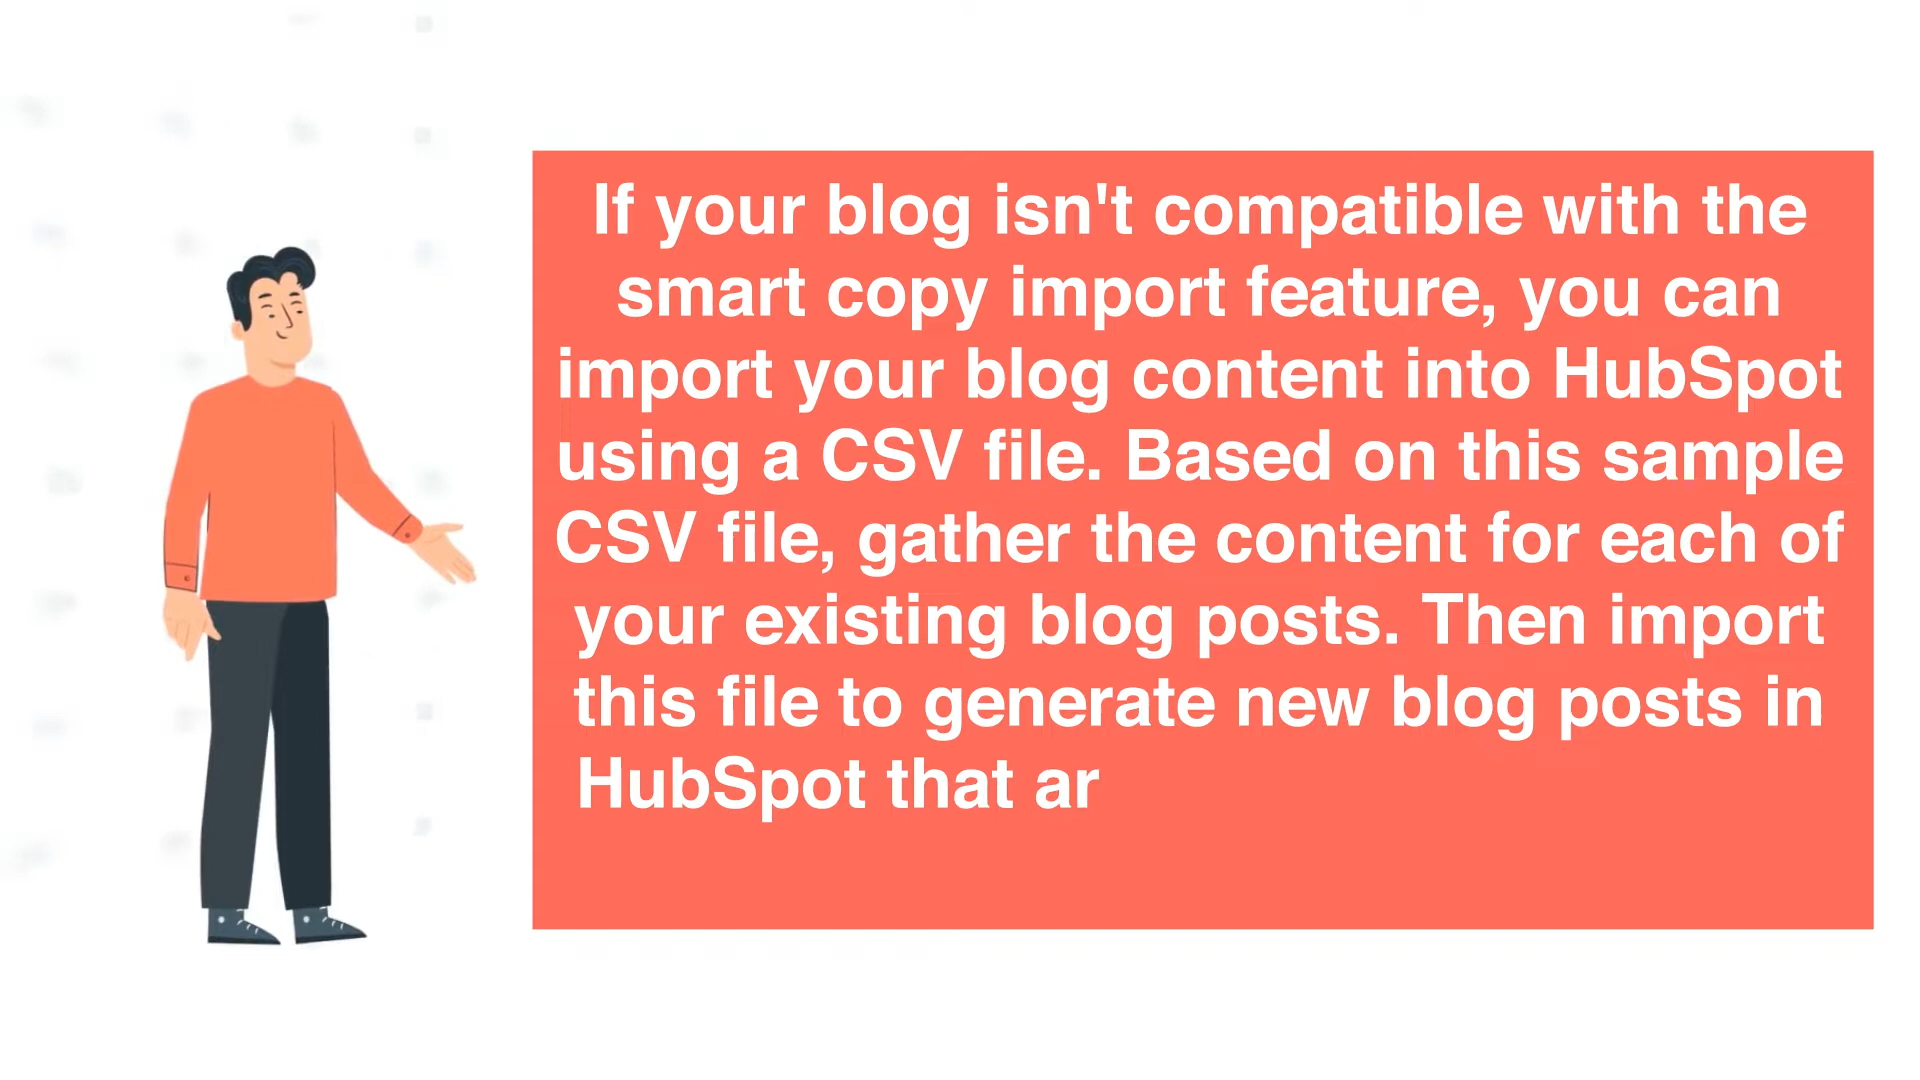 If your blog isn't compatible with the
smart copy import feature, you can
import your blog content into HubSpot
using a CSV file. Based on this sample
CSV file, gather the content for each of
your existing blog posts. Then import
this file to generate new blog posts in
HubSpot that ar